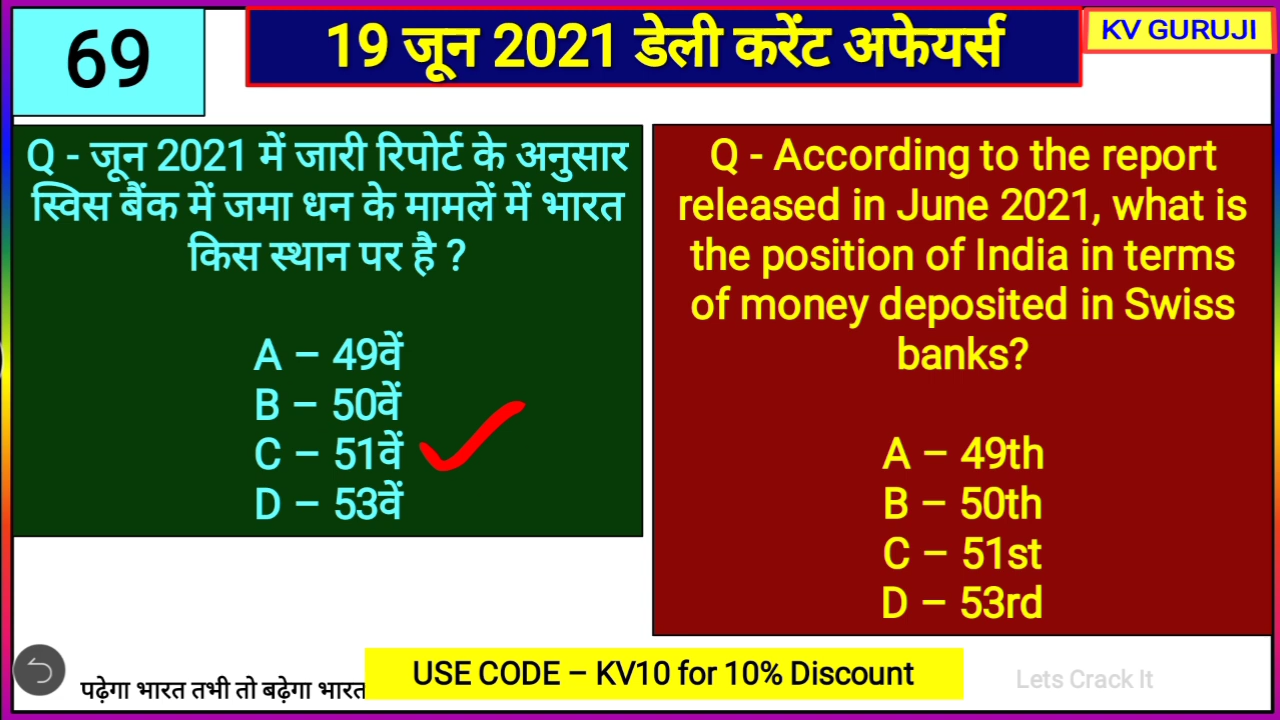 69
19 जून 2021 डेली करेंट अफेयर्स
KV GURUJI
Q - जून 2021 में जारी रिपोर्ट के अनुसार
स्विस बैंक में जमा धन के मामलें में भारत
किस स्थान पर है ?
A – 49वें
B – 50वें
C – 51वें
D – 53वें
Q - According to the report
released in June 2021, what is
the position of India in terms
of money deposited in Swiss
banks?
A – 49th
B – 50th
C – 51st
D – 53rd
पढ़ेगा भारत तभी तो बढ़ेगा भारत
USE CODE – KV10 for 10% Discount
Lets Crack It